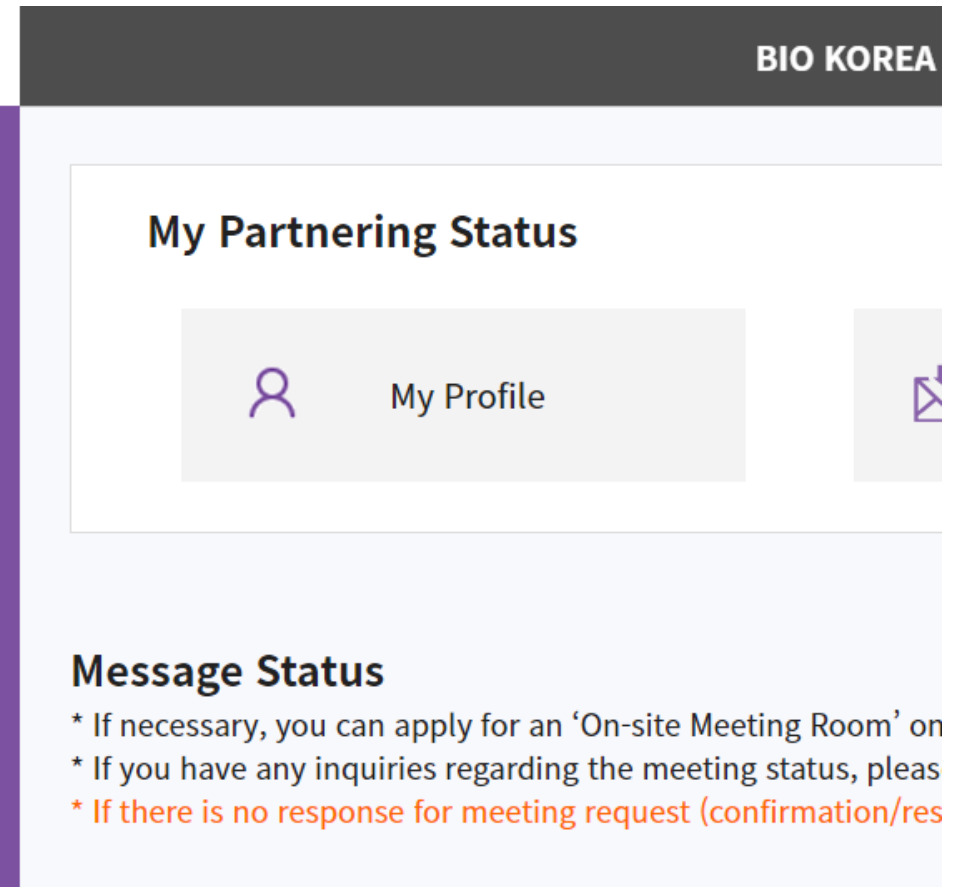 BIO KOREA
My Partnering Status
My Profile
Message Status
* If necessary, you can apply for an ‘On-site Meeting Room’ on
* If you have any inquiries regarding the meeting status, pleas
* If there is no response for meeting request (confirmation/res